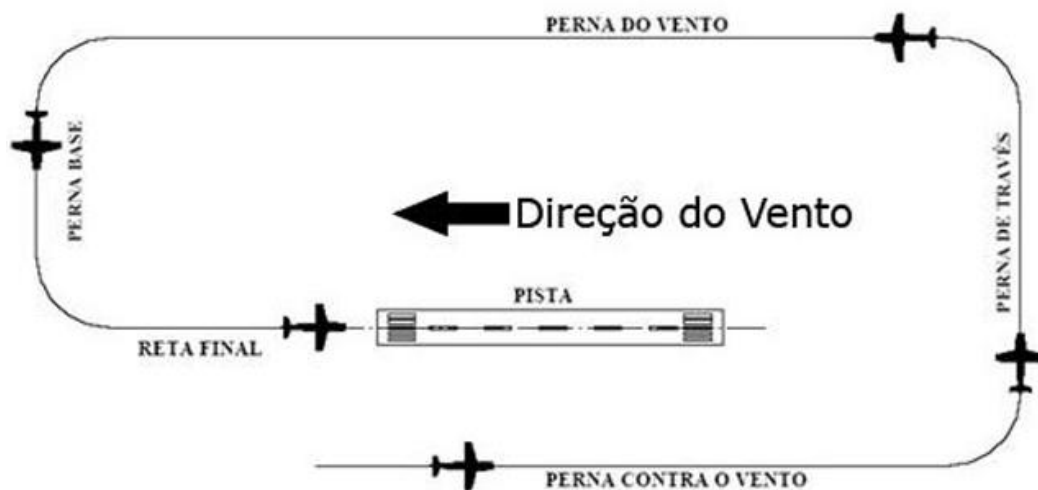 PERNA DO VENTO
PERNA BASE
Direção do Vento
PERNA DE TRAVÉS
PISTA
RETA FINAL
PERNA CONTRA O VENTO